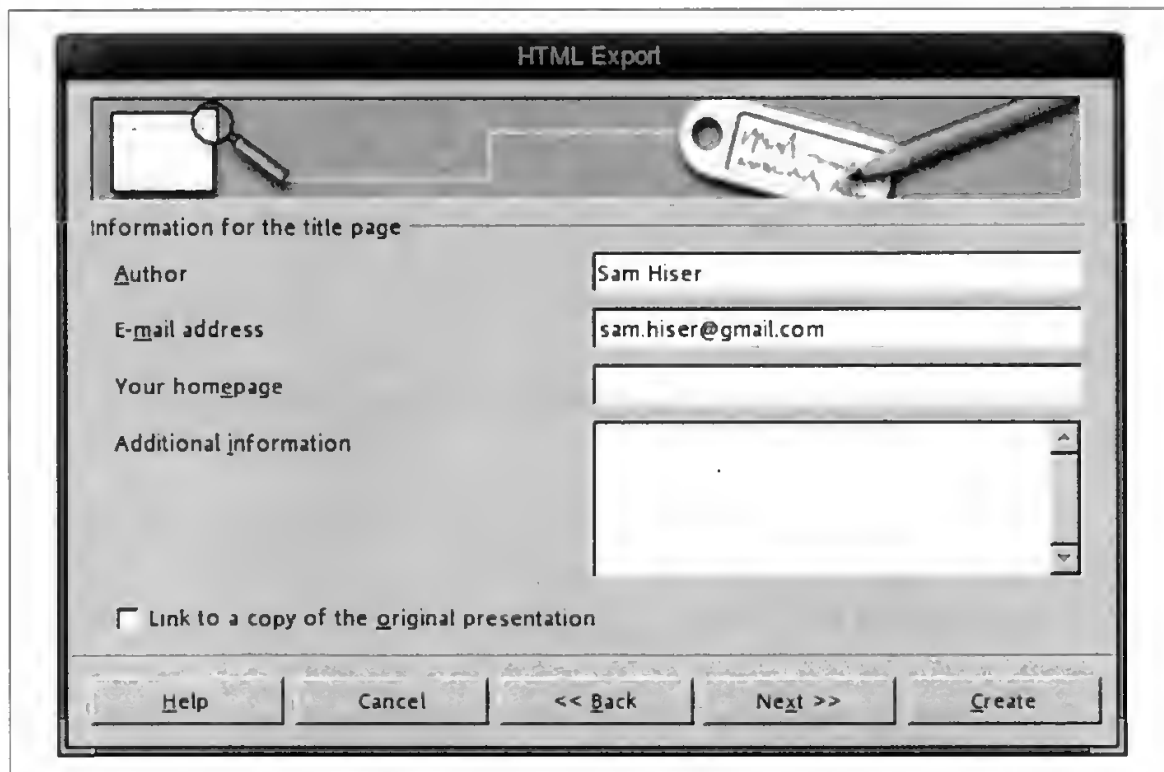 HTML Export
Information for the title page
Author
Sam Hiser
E-mail address
sam.hiser@gmail.com
Your homepage
Additional information
Link to a copy of the original presentation
Help
Cancel
<< Back
Next >>
Create